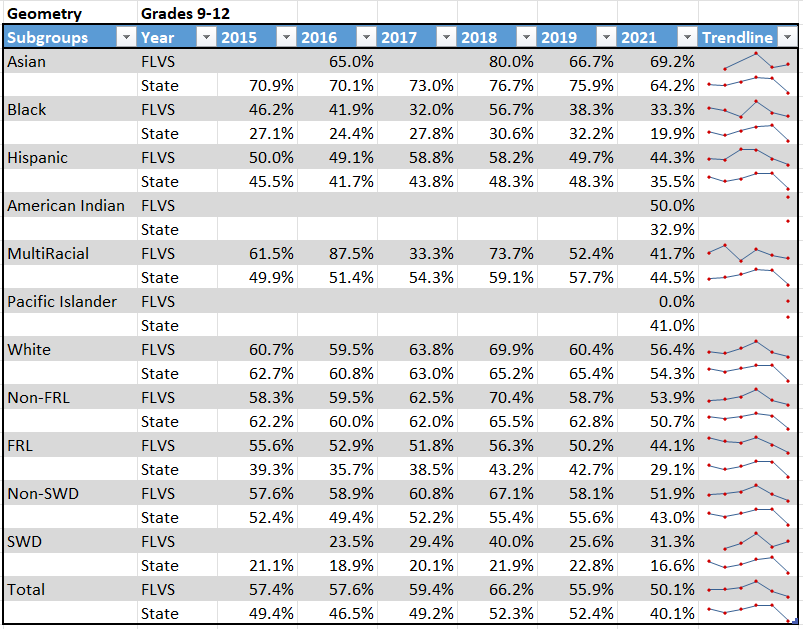 Geometry Grades 9-12
Subgroups Year 2015 2016 2017 2018 2019 2021 Trendline
Asian FLVS 65.0% 80.0% 66.7% 69.2%
State 70.9% 70.1% 73.0% 76.7% 75.9% 64.2%
Black FLVS 46.2% 41.9% 32.0% 56.7% 38.3% 33.3%
State 27.1% 24.4% 27.8% 30.6% 32.2% 19.9%
Hispanic FLVS 50.0% 49.1% 58.8% 58.2% 49.7% 44.3%
State 45.5% 41.7% 43.8% 48.3% 48.3% 35.5%
American Indian FLVS 50.0%
State 32.9%
MultiRacial FLVS 61.5% 87.5% 33.3% 73.7% 52.4% 41.7%
State 49.9% 51.4% 54.3% 59.1% 57.7% 44.5%
Pacific Islander FLVS 0.0%
State 41.0%
White FLVS 60.7% 59.5% 63.8% 69.9% 60.4% 56.4%
State 62.7% 60.8% 63.0% 65.2% 65.4% 54.3%
Non-FRL FLVS 58.3% 59.5% 62.5% 70.4% 58.7% 53.9%
State 62.2% 60.0% 62.0% 65.5% 62.8% 50.7%
FRL FLVS 55.6% 52.9% 51.8% 56.3% 50.2% 44.1%
State 39.3% 35.7% 38.5% 43.2% 42.7% 29.1%
Non-SWD FLVS 57.6% 58.9% 60.8% 67.1% 58.1% 51.9%
State 52.4% 49.4% 52.2% 55.4% 55.6% 43.0%
SWD FLVS 23.5% 29.4% 40.0% 25.6% 31.3%
State 21.1% 18.9% 20.1% 21.9% 22.8% 16.6%
Total FLVS 57.4% 57.6% 59.4% 66.2% 55.9% 50.1%
State 49.4% 46.5% 49.2% 52.3% 52.4% 40.1%